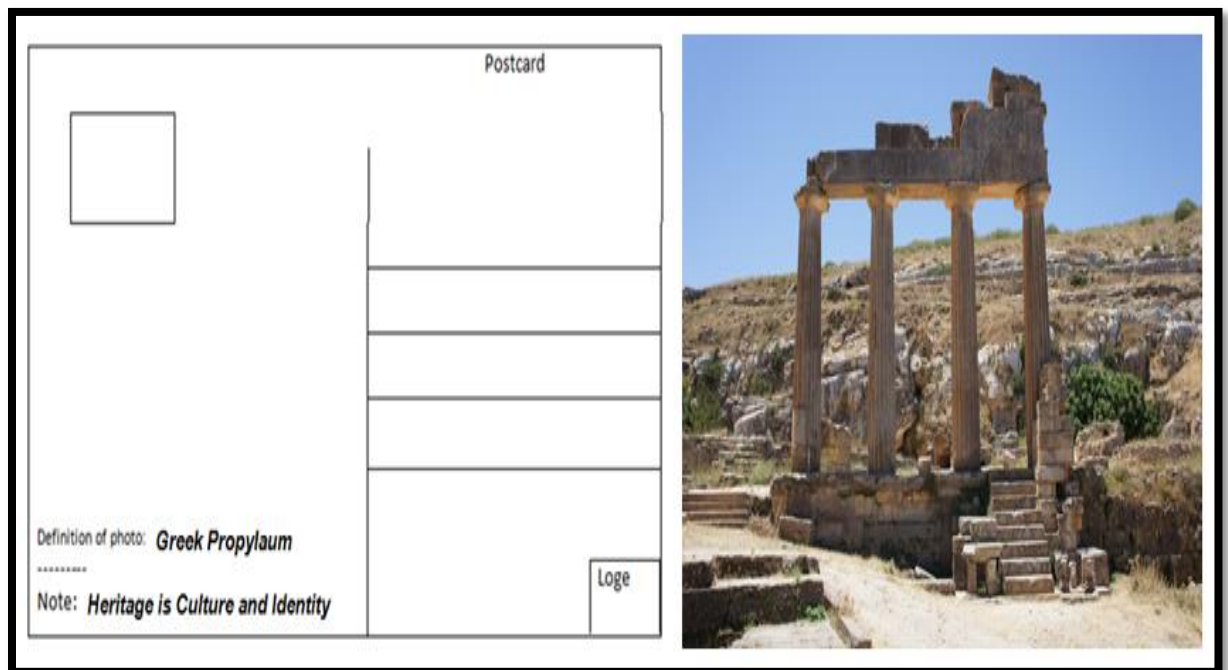 Postcard
Definition of photo: Greek Propylaum
---------
Note: Heritage is Culture and Identity
Loge